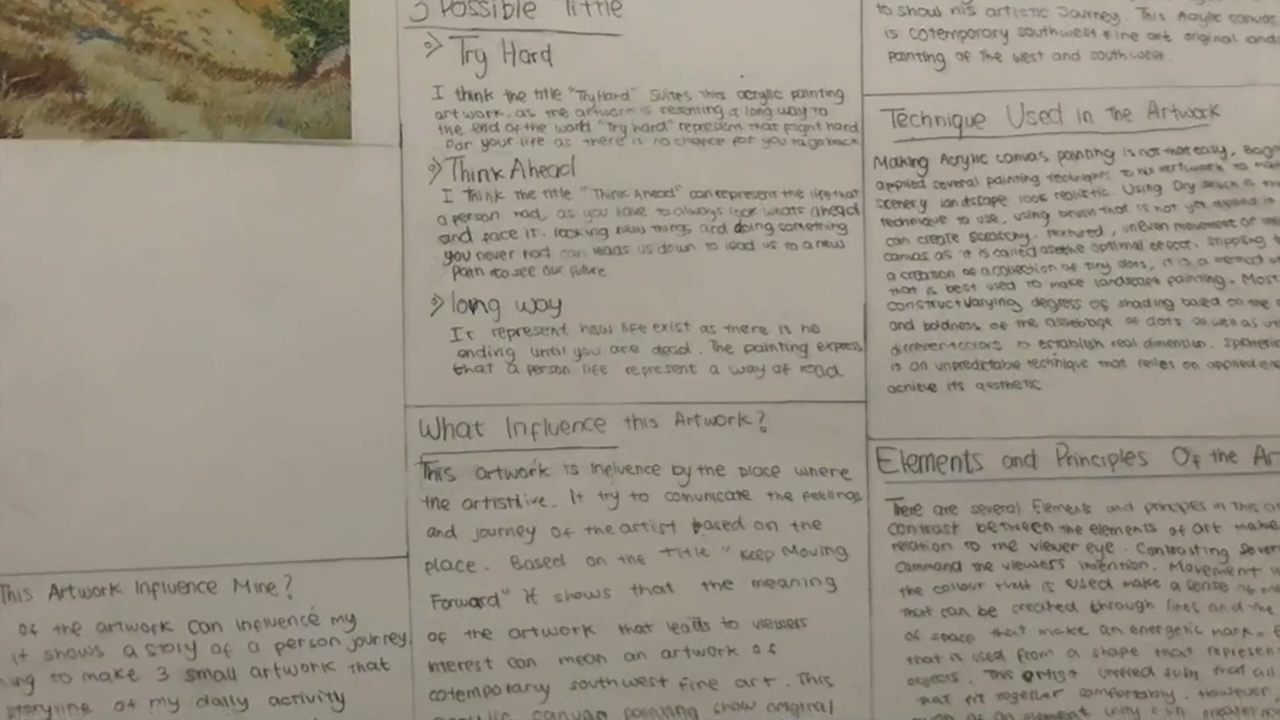 3 Possible Tittle
Try Hard
I think the title "Try Hard" suites this acrylic painting
art work, as the artwork is resenting a long way to
the end of the world "Try hard" represent that fight hard
for your life as there is no chance for you to go back
Think Ahead
I Think the title "Think Ahead" can represent the life that
a person had, as you have to always look whats ahead
and face it. looking new things and doing something
you never had can leads us down to lead us to a new
path to see our future
long way
It represent how life exist as there is no
ending until you are dead. The painting express
that a person life represent a way of road
What Influence this Artwork?
This artwork is influence by the place where
the artist live. It try to comunicate the feelings
and journey of the artist based on the
place. Based on the title "Keep Moving
Forward" it shows that the meaning
of the artwork that leads to viewers
interest can mean an artwork of
cotemporary southwest fine art. This
acrylic canvan painting show original
This Artwork Influence Mine?
of the artwork can influence my
it shows a story of a person journey.
to make 3 small artwork that
storyline of my daily activity
to show his artistic Journey. This Acylic canvas
is cotemporary southwest fine art original and
painting of the west and southwest.
Technique Used in the Artwork
Making Acrylic canvas painting is not that easy,
applied several painting techniques to his artwork to
scenery landscape look realistic. Using Dry brush is
technique to use, using brush that is not yet
can create scratchy, textured, uneven movement
canvas as it is called the optimal effect.
a creation of a collection of tiny dots, it is a method
that is best used to make landscape painting. Most
construct varying degress of shading based on the
and boldness of the assebage of dots as well as
different colors to establish real dimention.
is an unpredictable technique that relies on applied
achieve its aesthetic
Elements and Principles Of the
There are several Elements and principles in this
contrast between the elements of art make
relation to the viewer eye. Contrasting
command the viewers intention. Movement
the colour that is used make a sense of
that can be created through lines and the
of space that make an energetic mark.
that is used from a shape that represent
objects. This artist unified sum that
that fit together comfortably. However